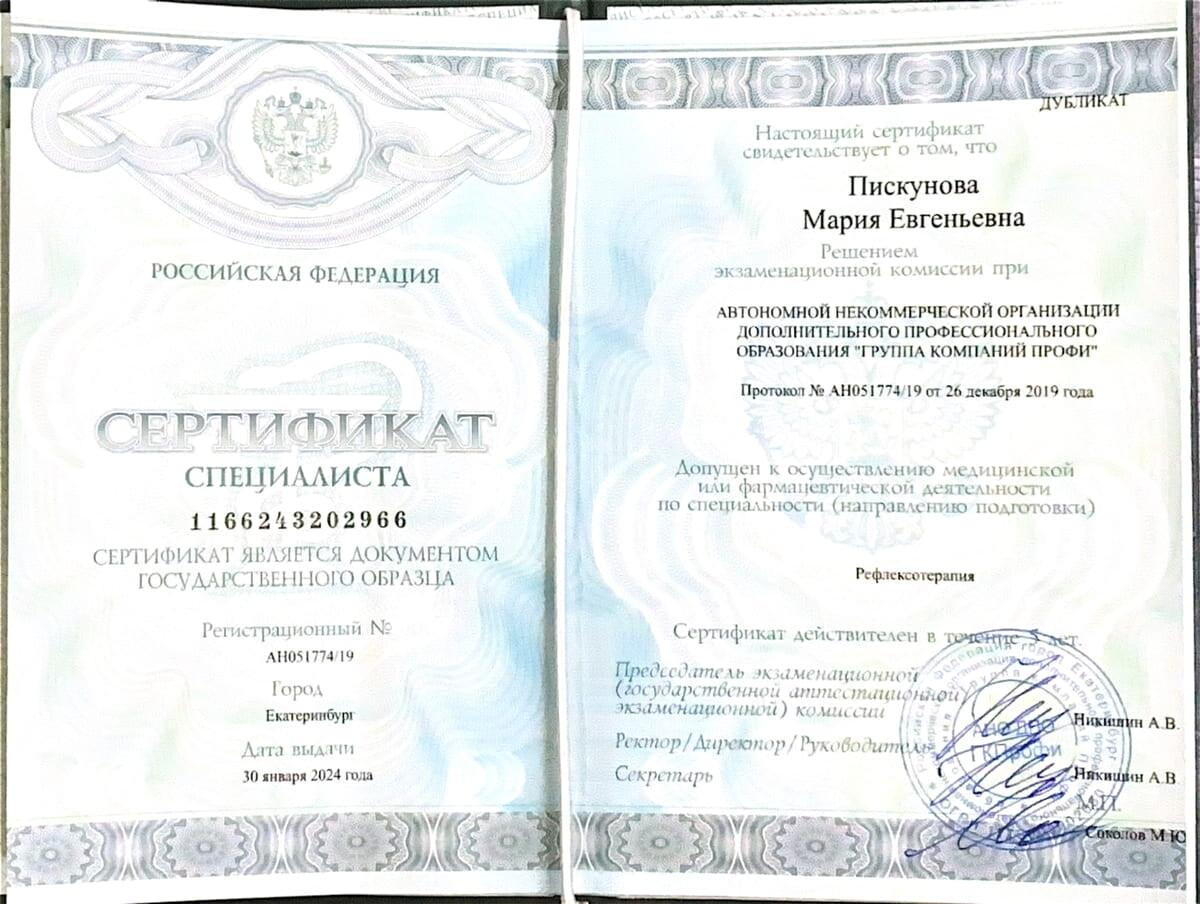 РОССИЙСКАЯ ФЕДЕРАЦИЯ
СЕРТИФИКАТ
СПЕЦИАЛИСТА
1166243202966
СЕРТИФИКАТ ЯВЛЯЕТСЯ ДОКУМЕНТОМ
ГОСУДАРСТВЕННОГО ОБРАЗЦА
Регистрационный №
АН051774/19
Город
Екатеринбург
Дата выдачи
30 января 2024 года
ДУБЛИКАТ
Настоящий сертификат
свидетельствует о том, что
Пискунова
Мария Евгеньевна
Решением
экзаменационной комиссии при
АВТОНОМНОЙ НЕКОММЕРЧЕСКОЙ ОРГАНИЗАЦИИ
ДОПОЛНИТЕЛЬНОГО ПРОФЕССИОНАЛЬНОГО
ОБРАЗОВАНИЯ "ГРУППА КОМПАНИЙ ПРОФИ"
Протокол № АН051774/19 от 26 декабря 2019 года
Допущен к осуществлению медицинской
или фармацевтической деятельности
по специальности (направлению подготовки)
Рефлексотерапия
Сертификат действителен в течение 5 лет.
Председатель экзаменационной
(государственной аттестационной/
экзаменационной) комиссии
Никишин А.В.
Ректор/Директор/Руководитель
Никишин А.В.
Секретарь
М.П.
Соколов М Ю
АНО ДПО
ГКПрофи